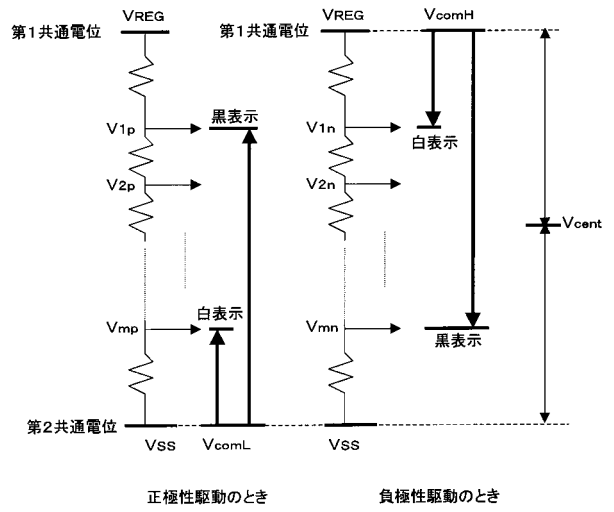 VREG
第1共通電位
V1p
黒表示
V2p
白表示
Vmp
第2共通電位
VSS
VcomL
正極性駆動のとき
VREG
VcomH
第1共通電位
V1n
白表示
V2n
Vcent
Vmn
黒表示
VSS
負極性駆動のとき